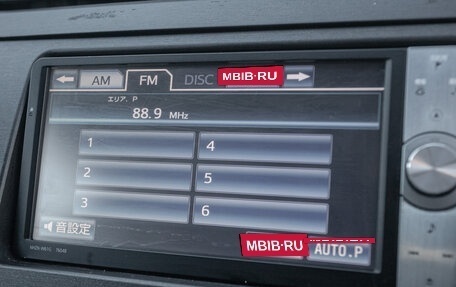 AM FM DISC MBIB·RU
エリア. P
88.9 MHz
1 4
2 5
3 6
音設定 MBIB·RU AUTO.P